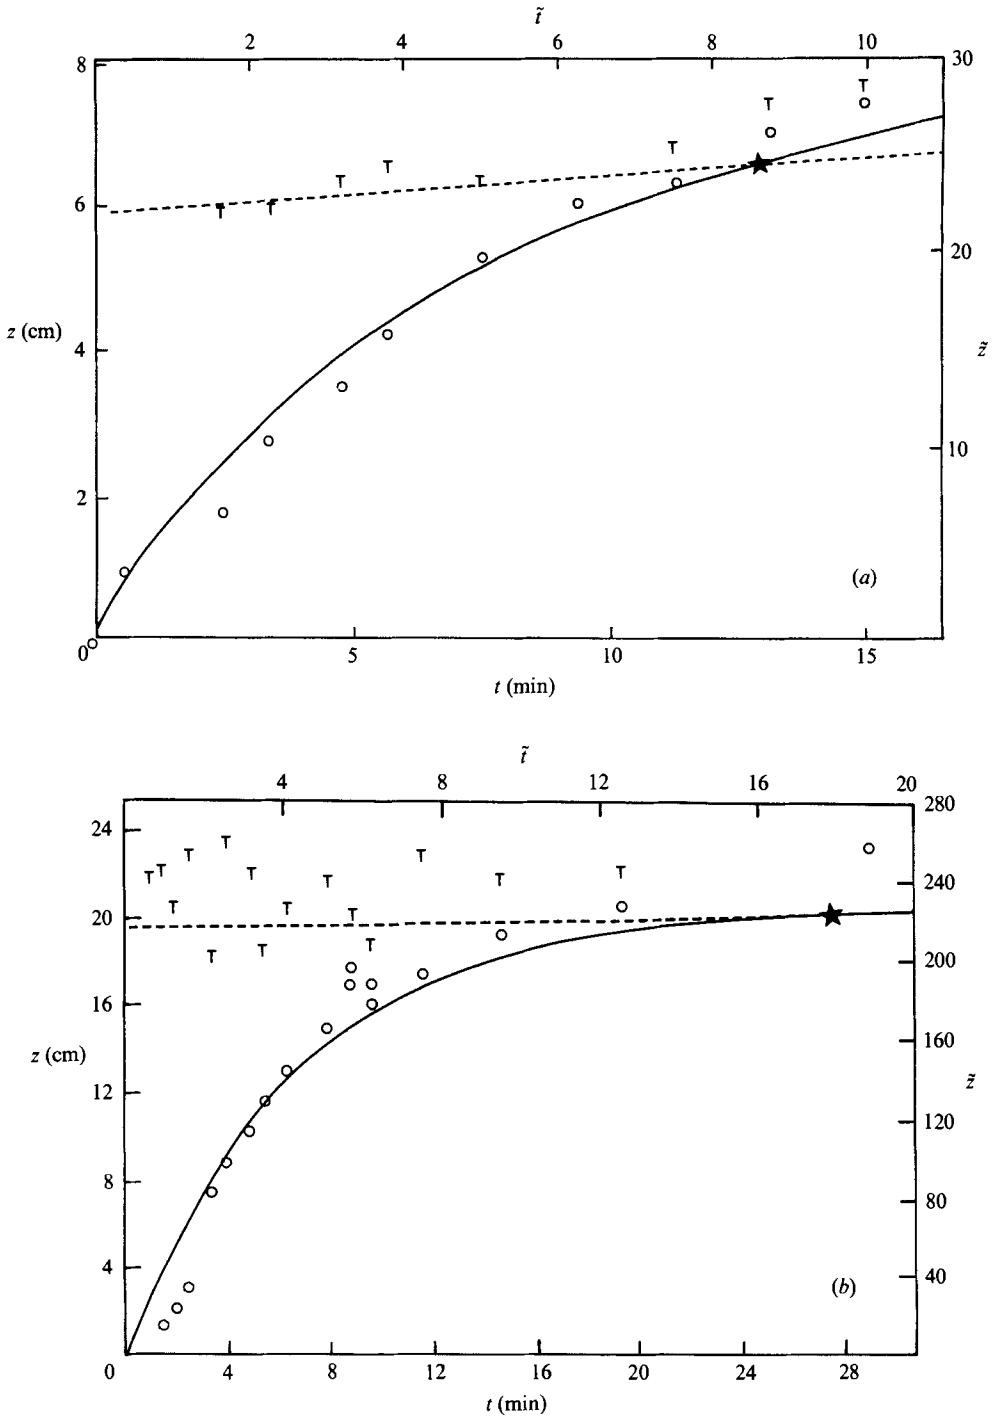 t̃
2 4 6 8 10
8 30
T T
T
T T T
6 T T
20
z (cm)
4 z̃
10
2
(a)
0 5 10 15
t (min)
t̃
4 8 12 16 20
280
24
T T T T T T T T T T
240
T T T T
20
T T T
200
16
160
z (cm)
12 z̃
120
8 80
4 40
(b)
0 4 8 12 16 20 24 28
t (min)